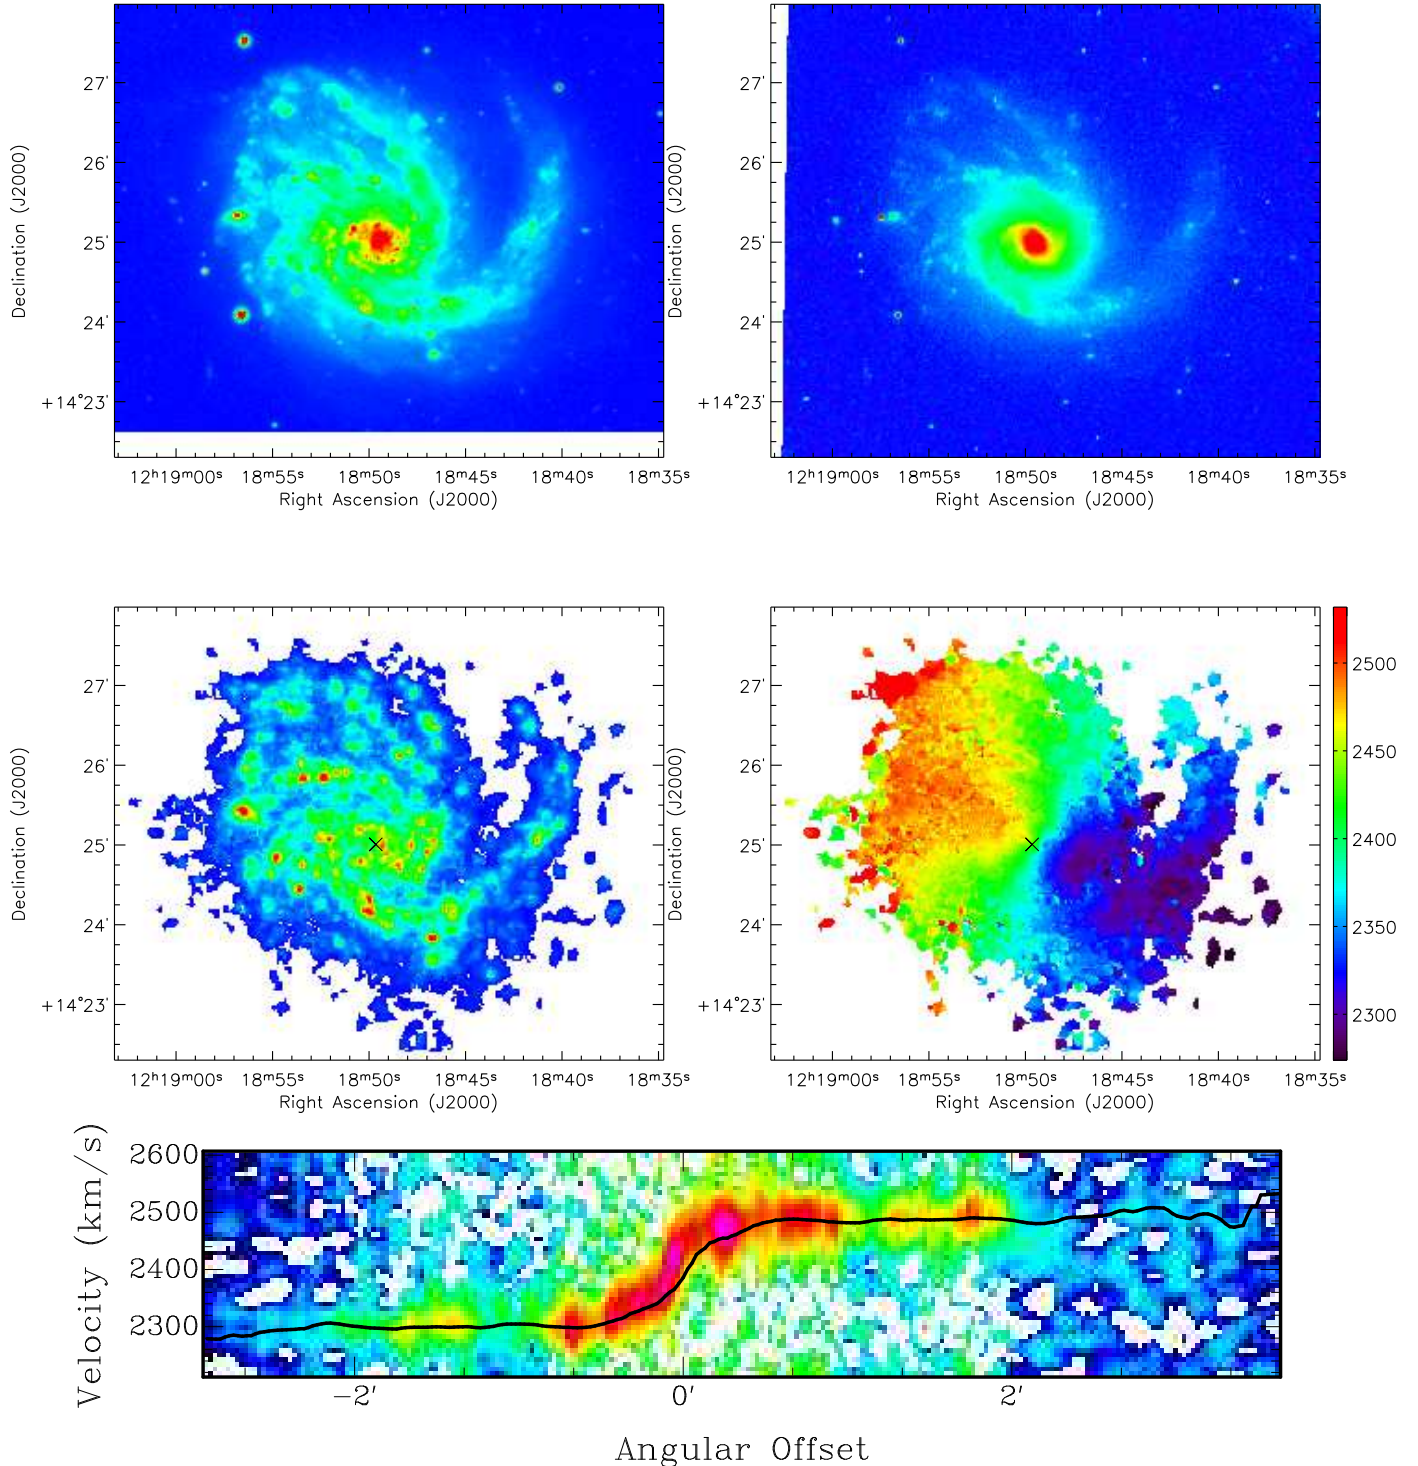 27' 27'
26' 26'
25' 25'
24' 24'
+14°23' +14°23'
Declination (J2000) Declination (J2000)
12ʰ19ᵐ00ˢ 18ᵐ55ˢ 18ᵐ50ˢ 18ᵐ45ˢ 18ᵐ40ˢ 18ᵐ35ˢ 12ʰ19ᵐ00ˢ 18ᵐ55ˢ 18ᵐ50ˢ 18ᵐ45ˢ 18ᵐ40ˢ 18ᵐ35ˢ
Right Ascension (J2000) Right Ascension (J2000)
27' 27' 2500
26' 26' 2450
25' 25' 2400
24' 24' 2350
+14°23' +14°23' 2300
Declination (J2000) Declination (J2000)
12ʰ19ᵐ00ˢ 18ᵐ55ˢ 18ᵐ50ˢ 18ᵐ45ˢ 18ᵐ40ˢ 18ᵐ35ˢ 12ʰ19ᵐ00ˢ 18ᵐ55ˢ 18ᵐ50ˢ 18ᵐ45ˢ 18ᵐ40ˢ 18ᵐ35ˢ
Right Ascension (J2000) Right Ascension (J2000)
Velocity (km/s)
2600
2500
2400
2300
−2' 0' 2'
Angular Offset